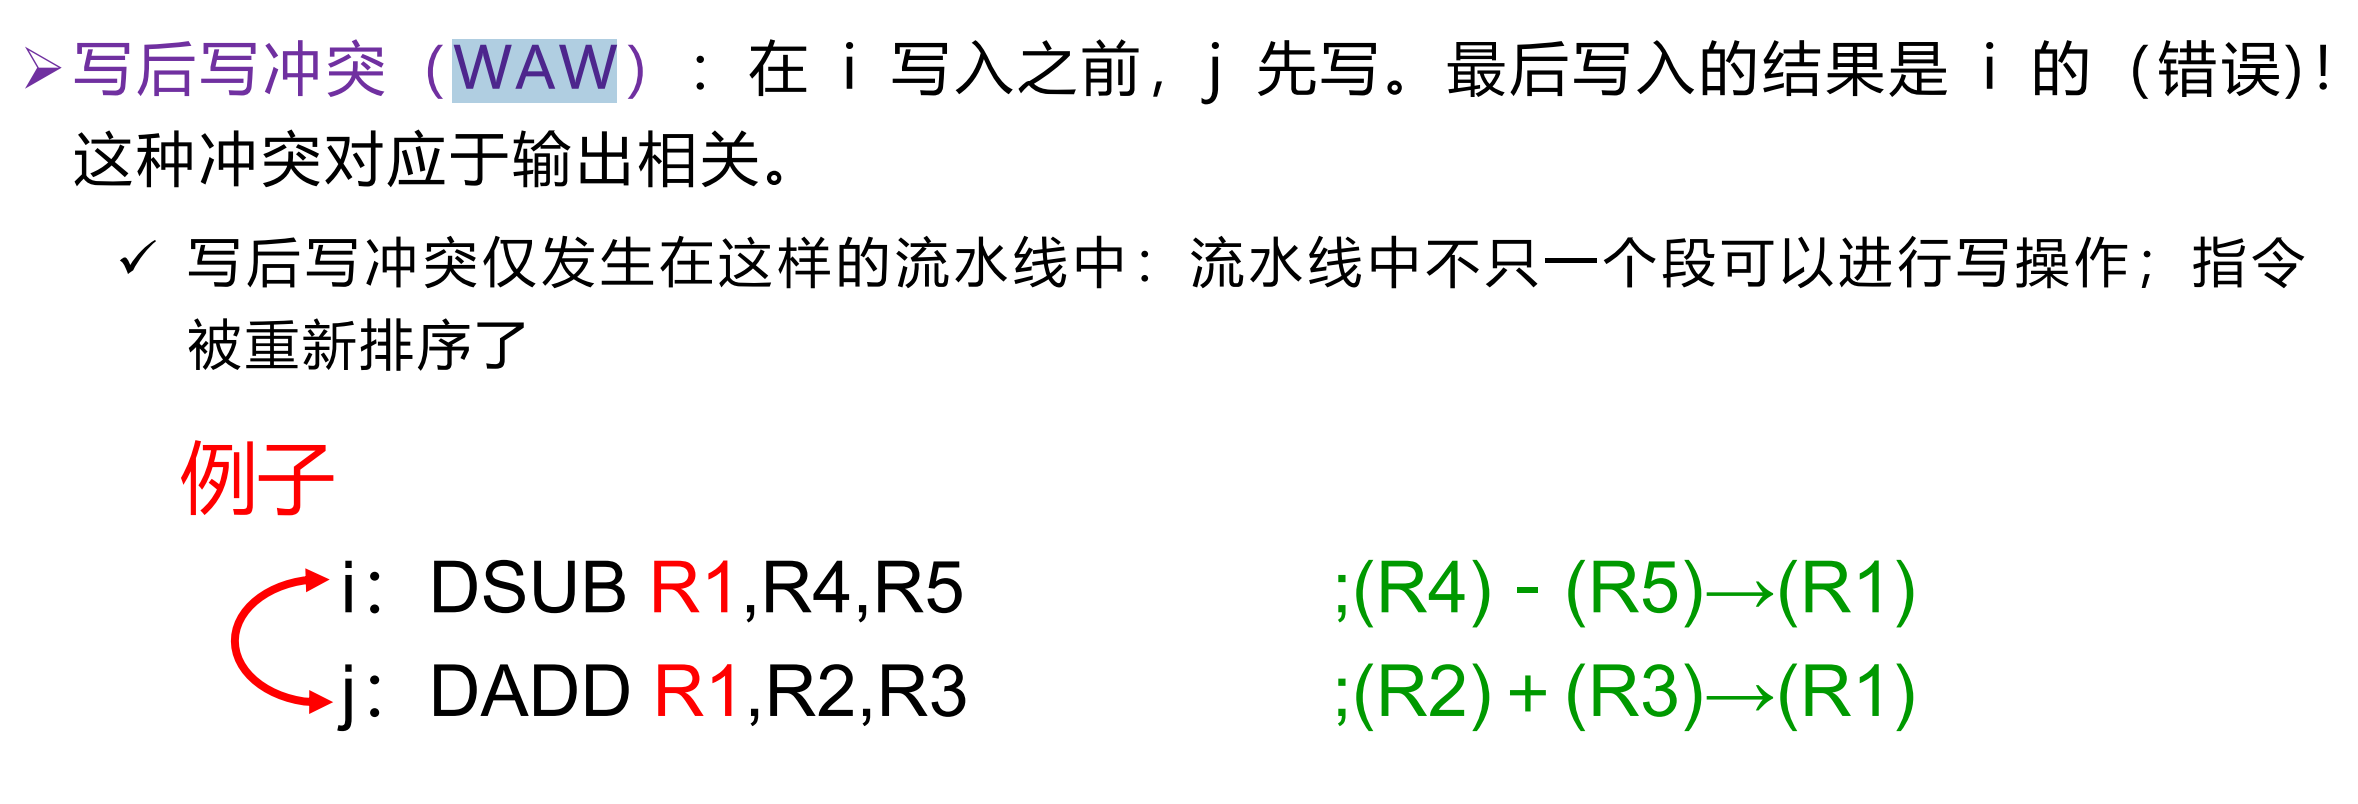 ➢写后写冲突（WAW）：在 i 写入之前，j 先写。最后写入的结果是 i 的（错误)！
这种冲突对应于输出相关。
✓ 写后写冲突仅发生在这样的流水线中：流水线中不只一个段可以进行写操作；指令
被重新排序了
例子
i：DSUB R1,R4,R5 ;(R4) - (R5)→(R1)
j：DADD R1,R2,R3 ;(R2) + (R3)→(R1)